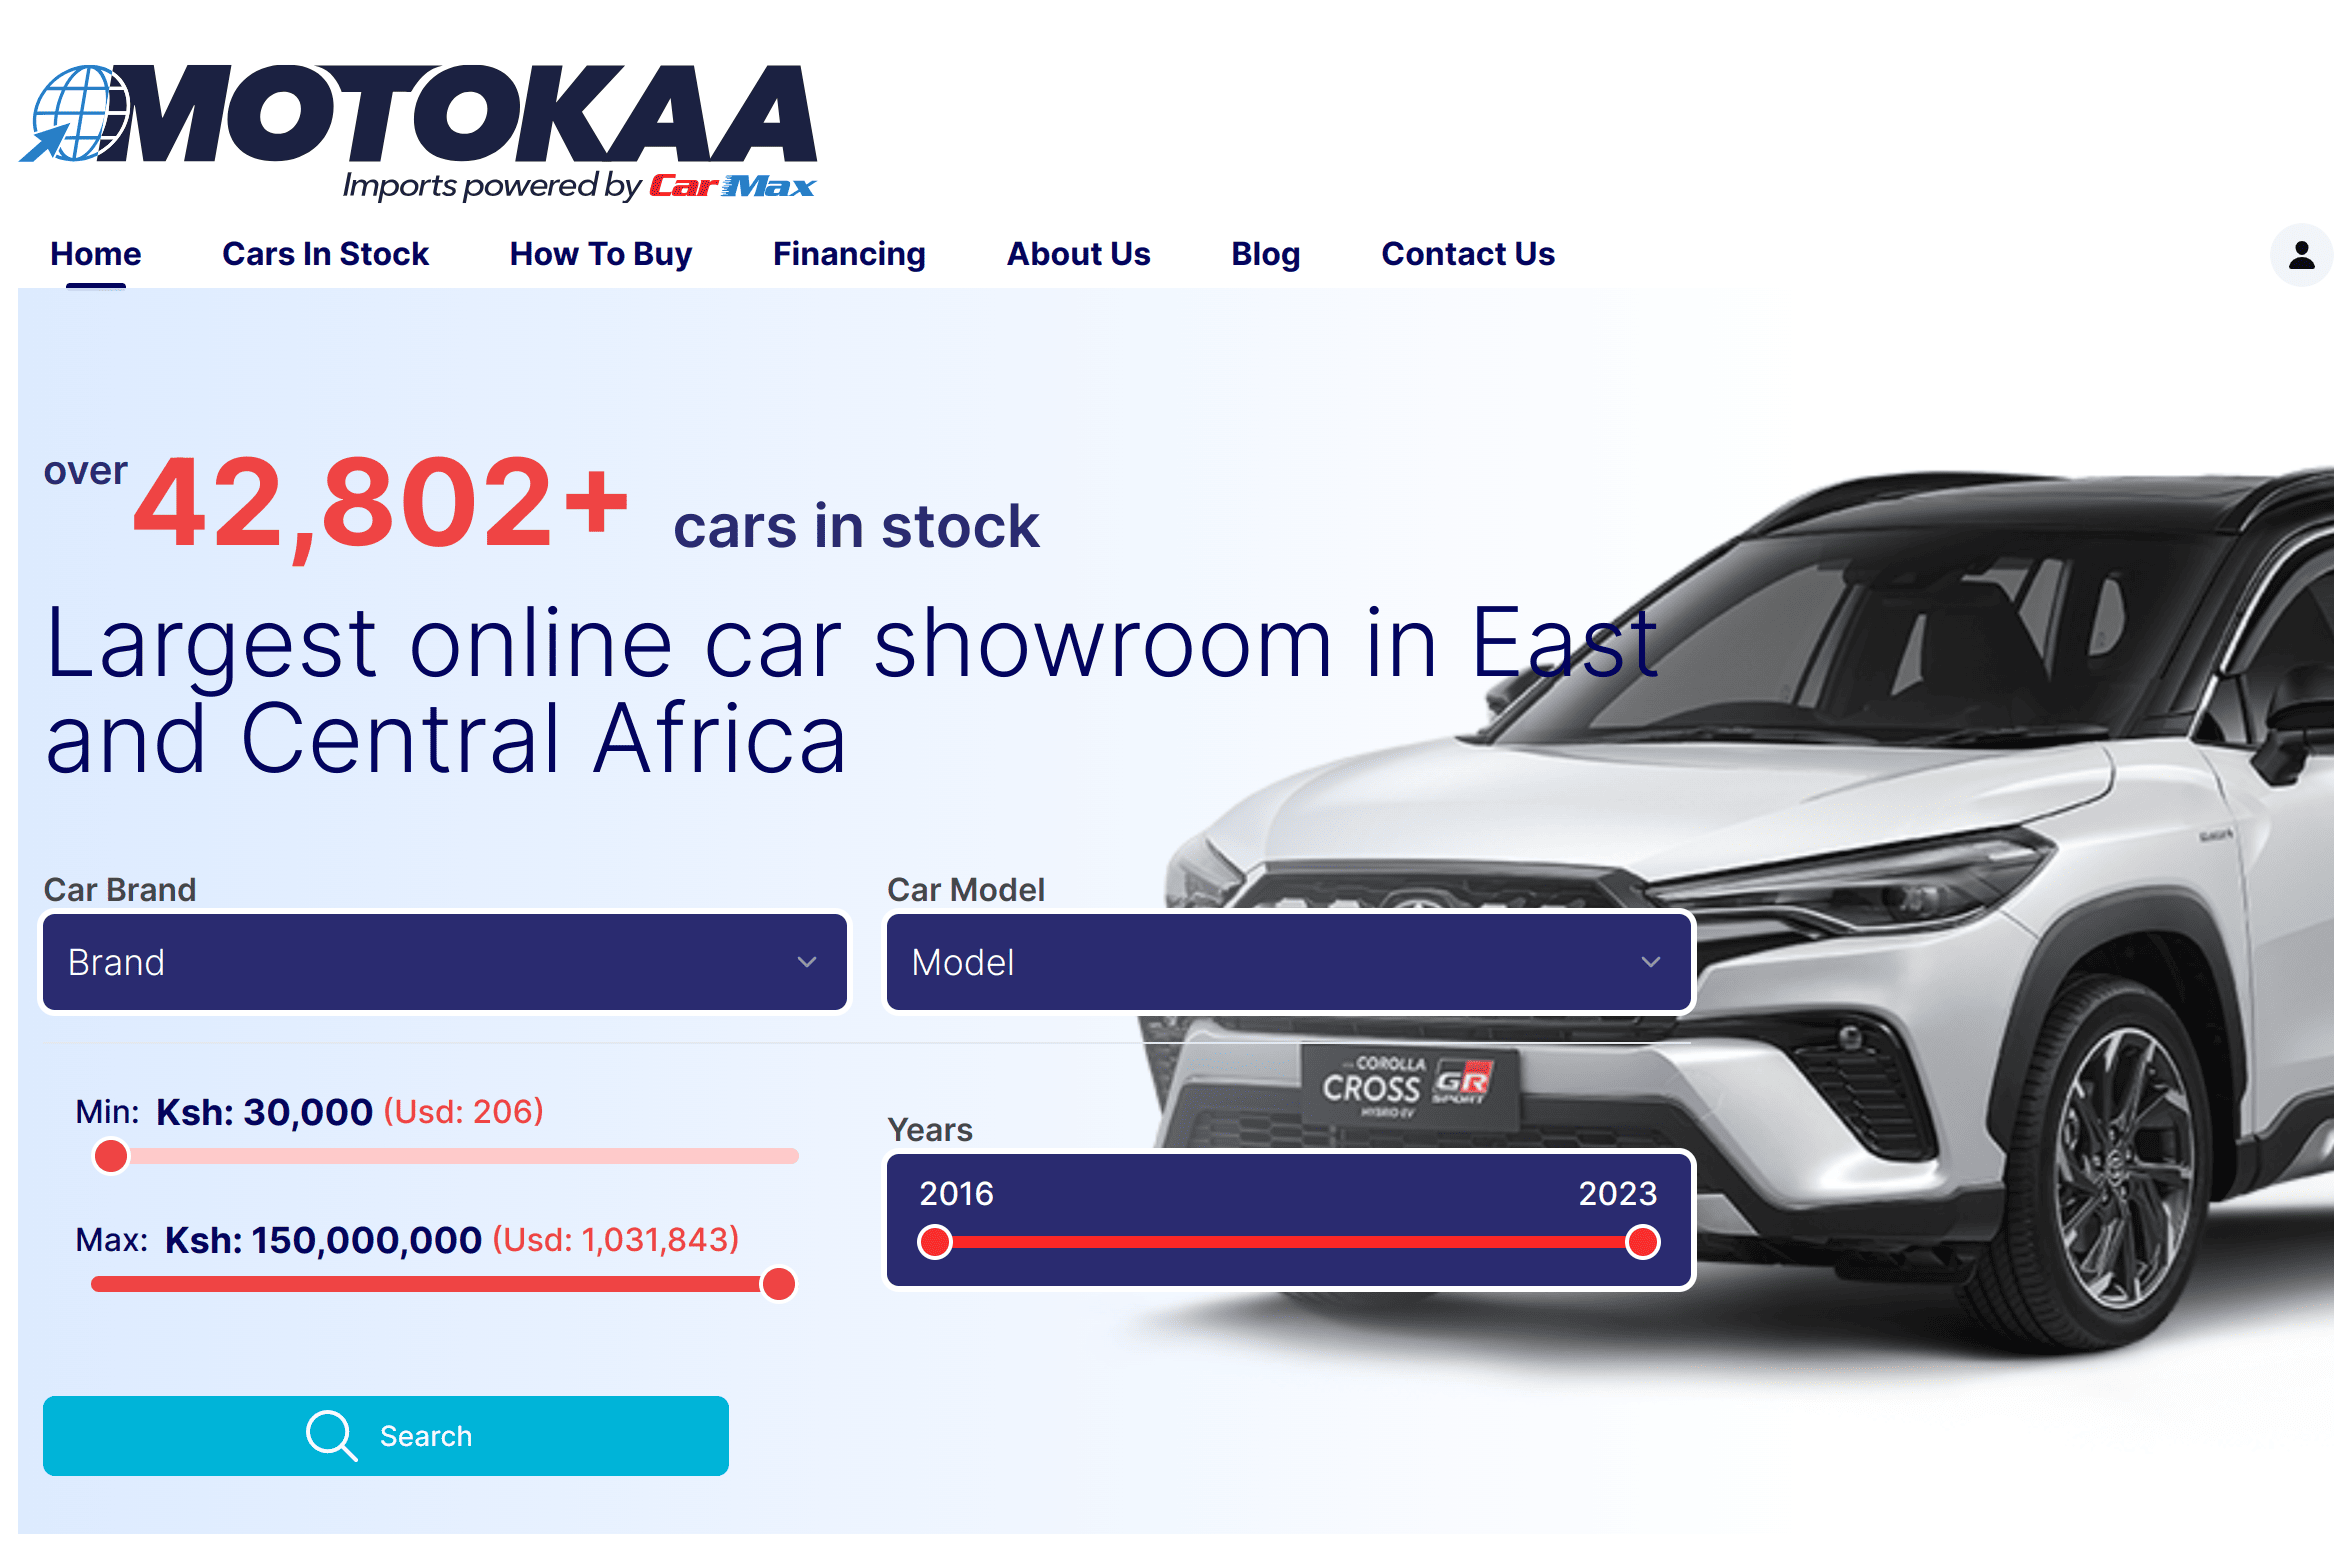 MOTOKAA
Imports powered by CarMax
Home Cars In Stock How To Buy Financing About Us Blog Contact Us
over 42,802+ cars in stock
Largest online car showroom in East
and Central Africa
Car Brand Car Model
Brand Model
COROLLA
CROSS GR
SPORT
HYBRID EV
Min: Ksh: 30,000 (Usd: 206)
Years
2016 2023
Max: Ksh: 150,000,000 (Usd: 1,031,843)
Search